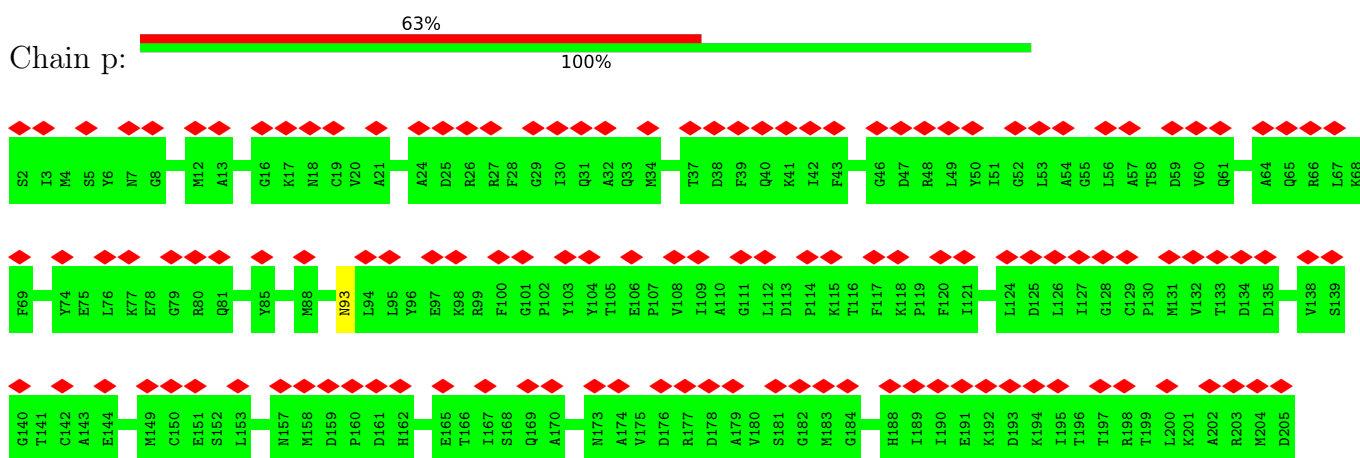 63%
Chain p:
100%
S2 I3 M4 S5 Y6 N7 G8 M12 A13 G16 K17 N18 C19 V20 A21 A24 D25 R26 R27 F28 G29 I30 Q31 A32 Q33 M34 T37 D38 F39 Q40 K41 I42 F43 G46 D47 R48 L49 Y50 I51 G52 L53 A54 G55 L56 A57 T58 D59 V60 Q61 A64 Q65 R66 L67 K68
F69 Y74 E75 L76 K77 E78 G79 R80 Q81 Y85 M88 N93 L94 L95 Y96 E97 K98 R99 F100 G101 P102 Y103 Y104 T105 E106 P107 V108 I109 A110 G111 L112 D113 P114 K115 T116 F117 K118 P119 F120 I121 L124 D125 L126 I127 G128 C129 P130 M131 V132 T133 D134 D135 V138 S139
G140 T141 C142 A143 E144 M149 C150 E151 S152 L153 N157 M158 D159 P160 D161 H162 E165 T166 I167 S168 Q169 A170 N173 A174 V175 D176 R177 D178 A179 V180 S181 G182 M183 G184 H188 I189 I190 E191 K192 D193 K194 I195 T196 T197 R198 T199 L200 K201 A202 R203 M204 D205